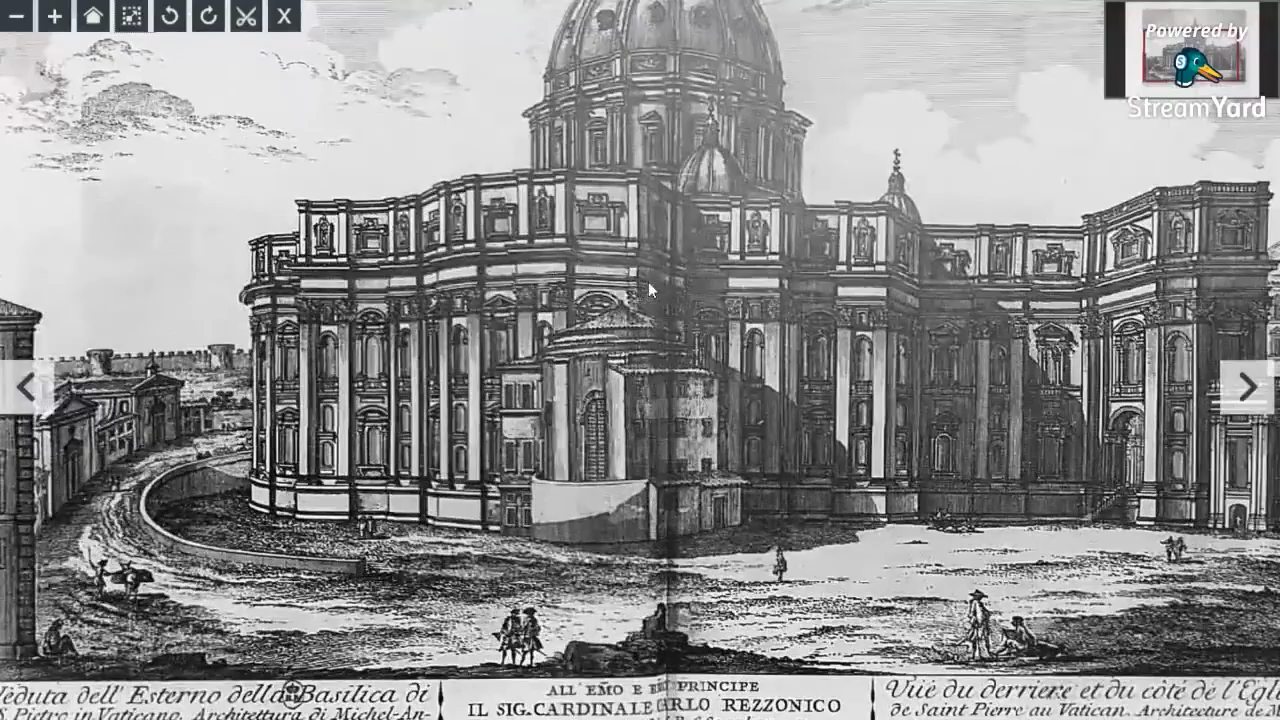 Powered by
StreamYard
Veduta dell' Esterno della Basilica di
S. Pietro in Vaticano. Architettura di Michel-An-
ALL' EMO E PRINCIPE
IL SIG. CARDINALE CARLO REZZONICO
Vuë du derriere et du côté de l'Egl
de Saint Pierre au Vatican. Architecture de M